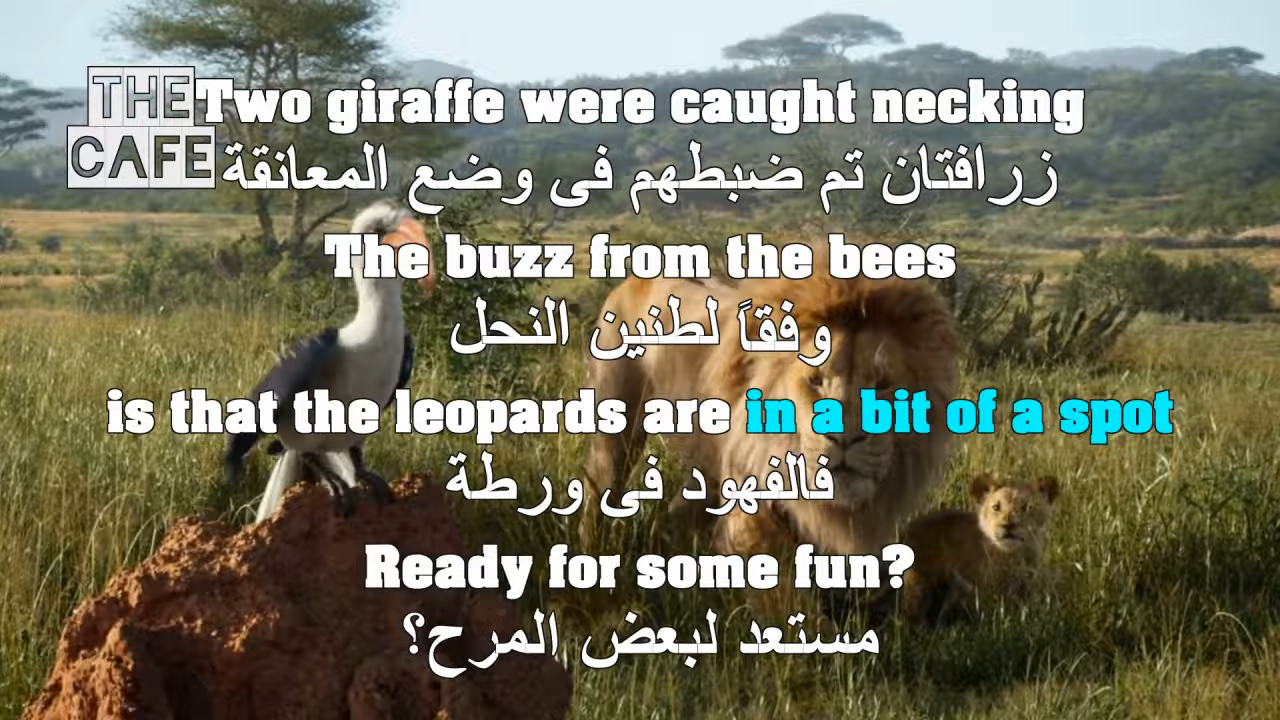 THE
CAFE
Two giraffe were caught necking
زرافتان تم ضبطهم فى وضع المعانقة
The buzz from the bees
وفقاً لطنين النحل
is that the leopards are in a bit of a spot
فالفهود فى ورطة
Ready for some fun?
مستعد لبعض المرح؟